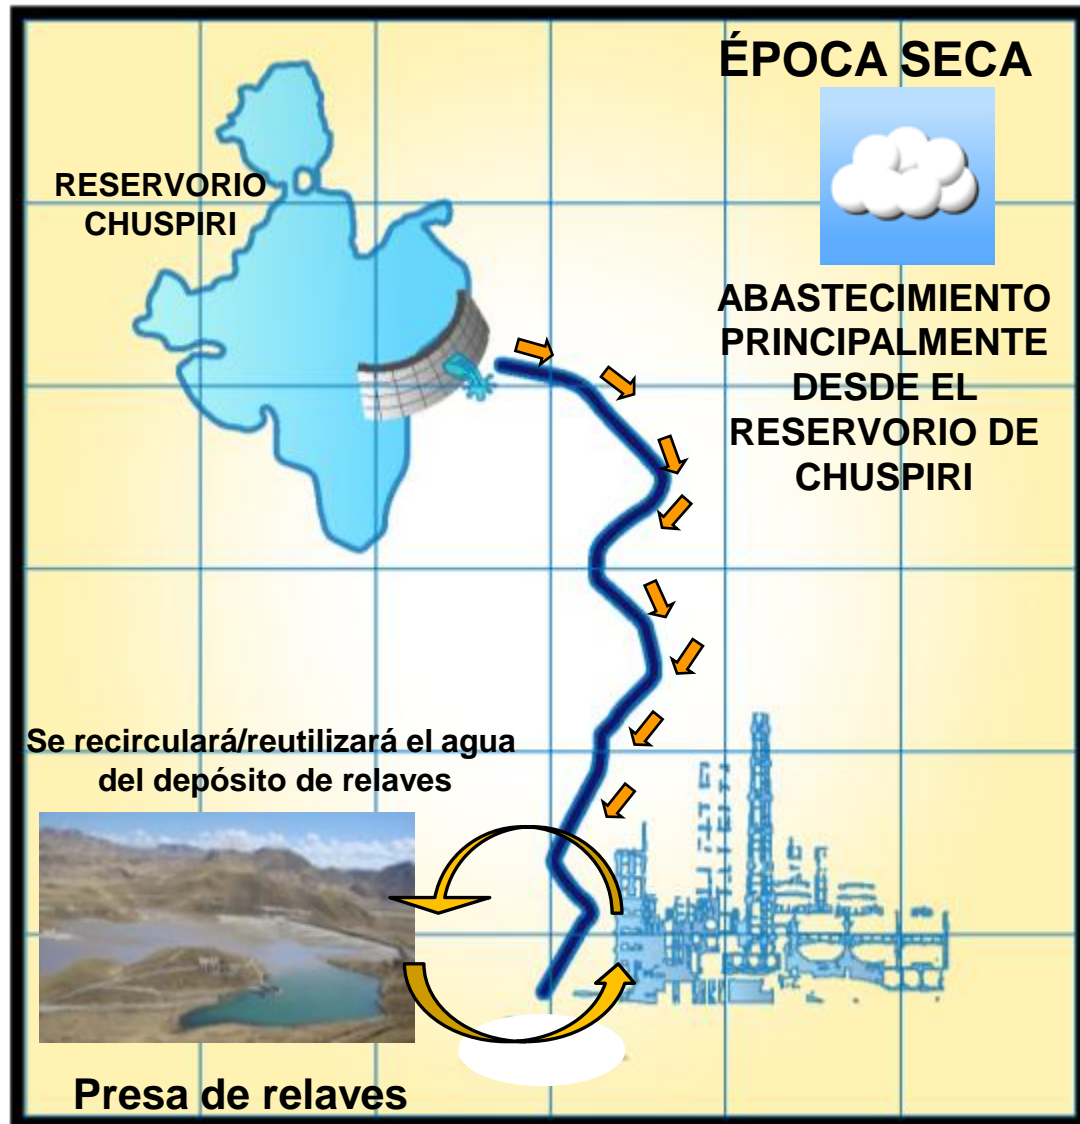 ÉPOCA SECA
RESERVORIO
CHUSPIRI
ABASTECIMIENTO
PRINCIPALMENTE
DESDE EL
RESERVORIO DE
CHUSPIRI
Se recirculará/reutilizará el agua
del depósito de relaves
Presa de relaves